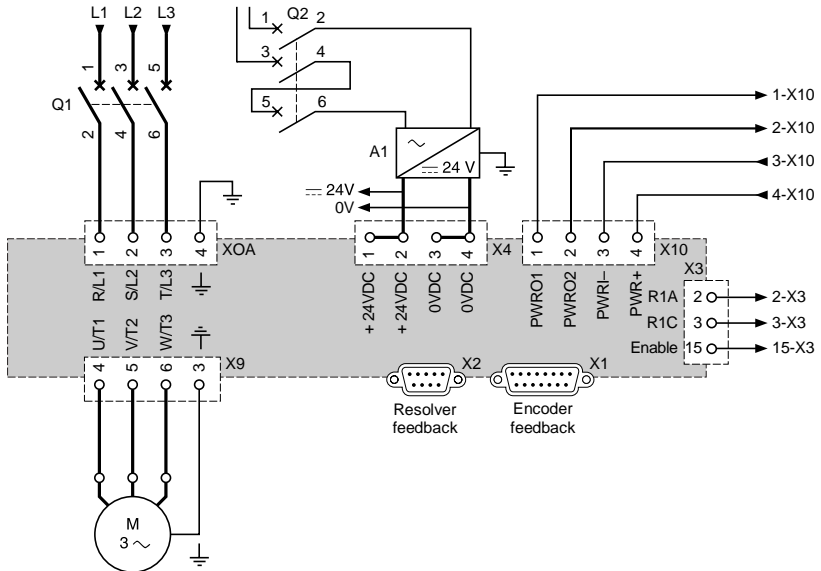 L1 L2 L3
1 3 5
Q1
2 4 6
1 Q2 2
3 4
5 6
A1
24 V
24V
0V
1-X10
2-X10
3-X10
4-X10
1 2 3 4 XOA
R/L1 S/L2 T/L3
1 2 3 4 X4
+24VDC +24VDC 0VDC 0VDC
1 2 3 4 X10
PWRO1 PWRO2 PWRI– PWR+
X3
R1A 2 2-X3
R1C 3 3-X3
Enable 15 15-X3
U/T1 V/T2 W/T3
4 5 6 3 X9
X2 X1
Resolver
feedback
Encoder
feedback
M
3